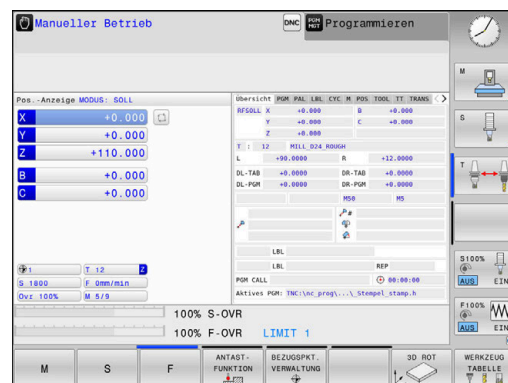 Manueller Betrieb
DNC
PGM MGT
Programmieren
Pos.-Anzeige MODUS: SOLL
X +0.000
Y +0.000
Z +110.000
B +0.000
C +0.000
1
T 12 Z
S 1800 F 0mm/min
Ovr 100% M 5/9
Übersicht PGM PAL LBL CYC M POS TOOL TT TRANS
RFSOLL X +0.000 B +0.000
Y +0.000 C +0.000
Z +0.000
T : 12 MILL_D24_ROUGH
L +90.0000 R +12.0000
DL-TAB +0.0000 DR-TAB +0.0000
DL-PGM +0.0000 DR-PGM +0.0000
M50 M5
P#
LBL
LBL REP
PGM CALL 00:00:00
Aktives PGM: TNC:\nc_prog\...\_Stempel_stamp.h
100% S-OVR
100% F-OVR LIMIT 1
M
S
T
S100%
AUS EIN
F100%
AUS EIN
M
S
F
ANTAST-
FUNKTION
BEZUGSPKT.
VERWALTUNG
3D ROT
WERKZEUG
TABELLE